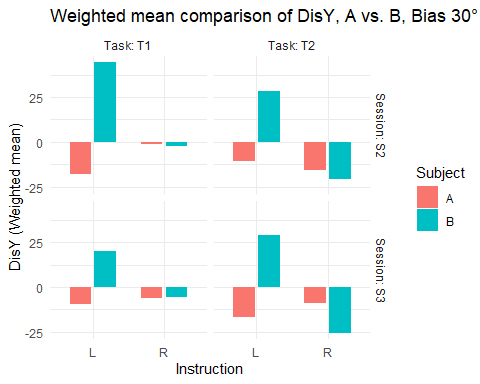 Weighted mean comparison of DisY, A vs. B, Bias 30°
Task: T1
Task: T2
25
0
-25
Session: S2
25
0
-25
Session: S3
DisY (Weighted mean)
L
R
L
R
Instruction
Subject
A
B